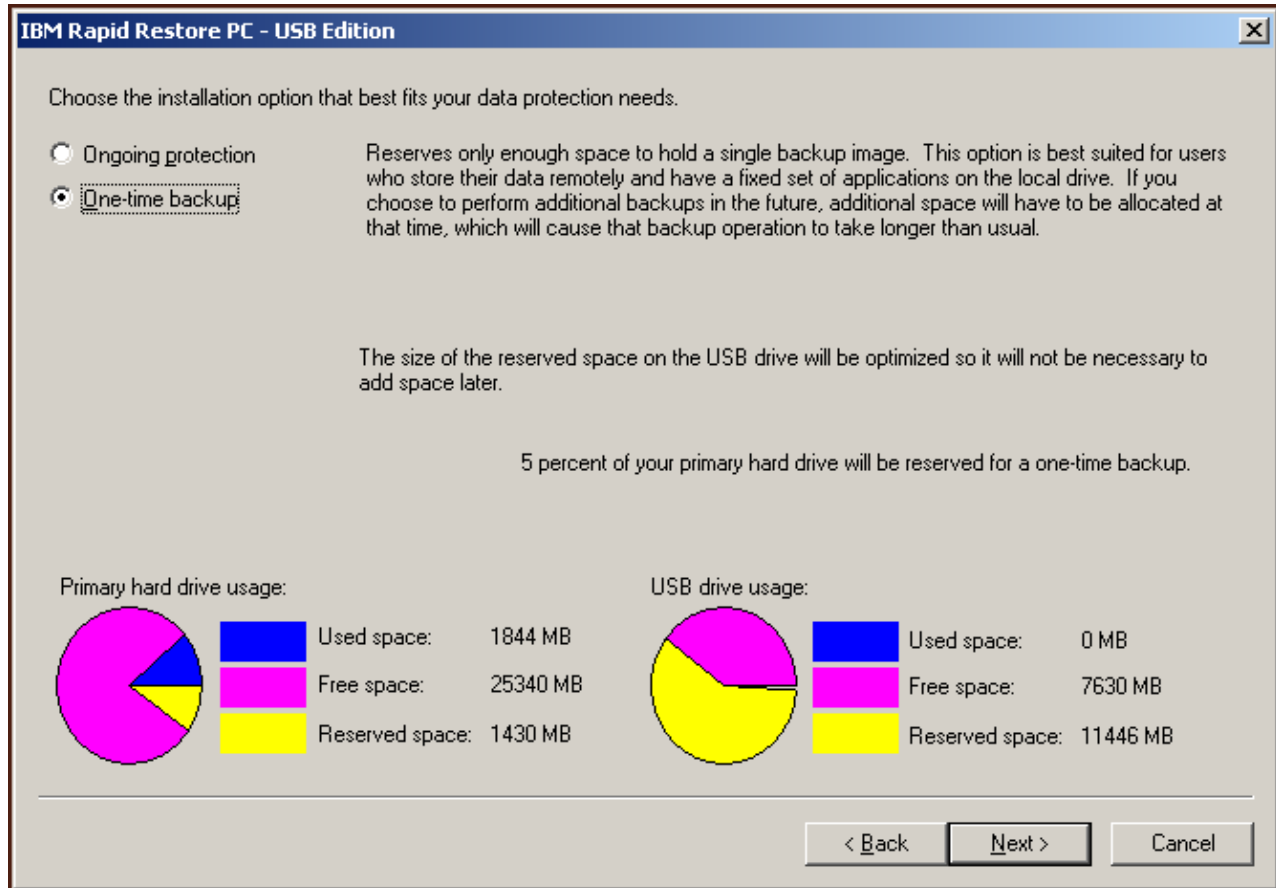 IBM Rapid Restore PC - USB Edition
Choose the installation option that best fits your data protection needs.
Ongoing protection
One-time backup
Reserves only enough space to hold a single backup image.  This option is best suited for users
who store their data remotely and have a fixed set of applications on the local drive.  If you
choose to perform additional backups in the future, additional space will have to be allocated at
that time, which will cause that backup operation to take longer than usual.
The size of the reserved space on the USB drive will be optimized so it will not be necessary to
add space later.
5 percent of your primary hard drive will be reserved for a one-time backup.
Primary hard drive usage:
Used space: 1844 MB
Free space: 25340 MB
Reserved space: 1430 MB
USB drive usage:
Used space: 0 MB
Free space: 7630 MB
Reserved space: 11446 MB
< Back
Next >
Cancel